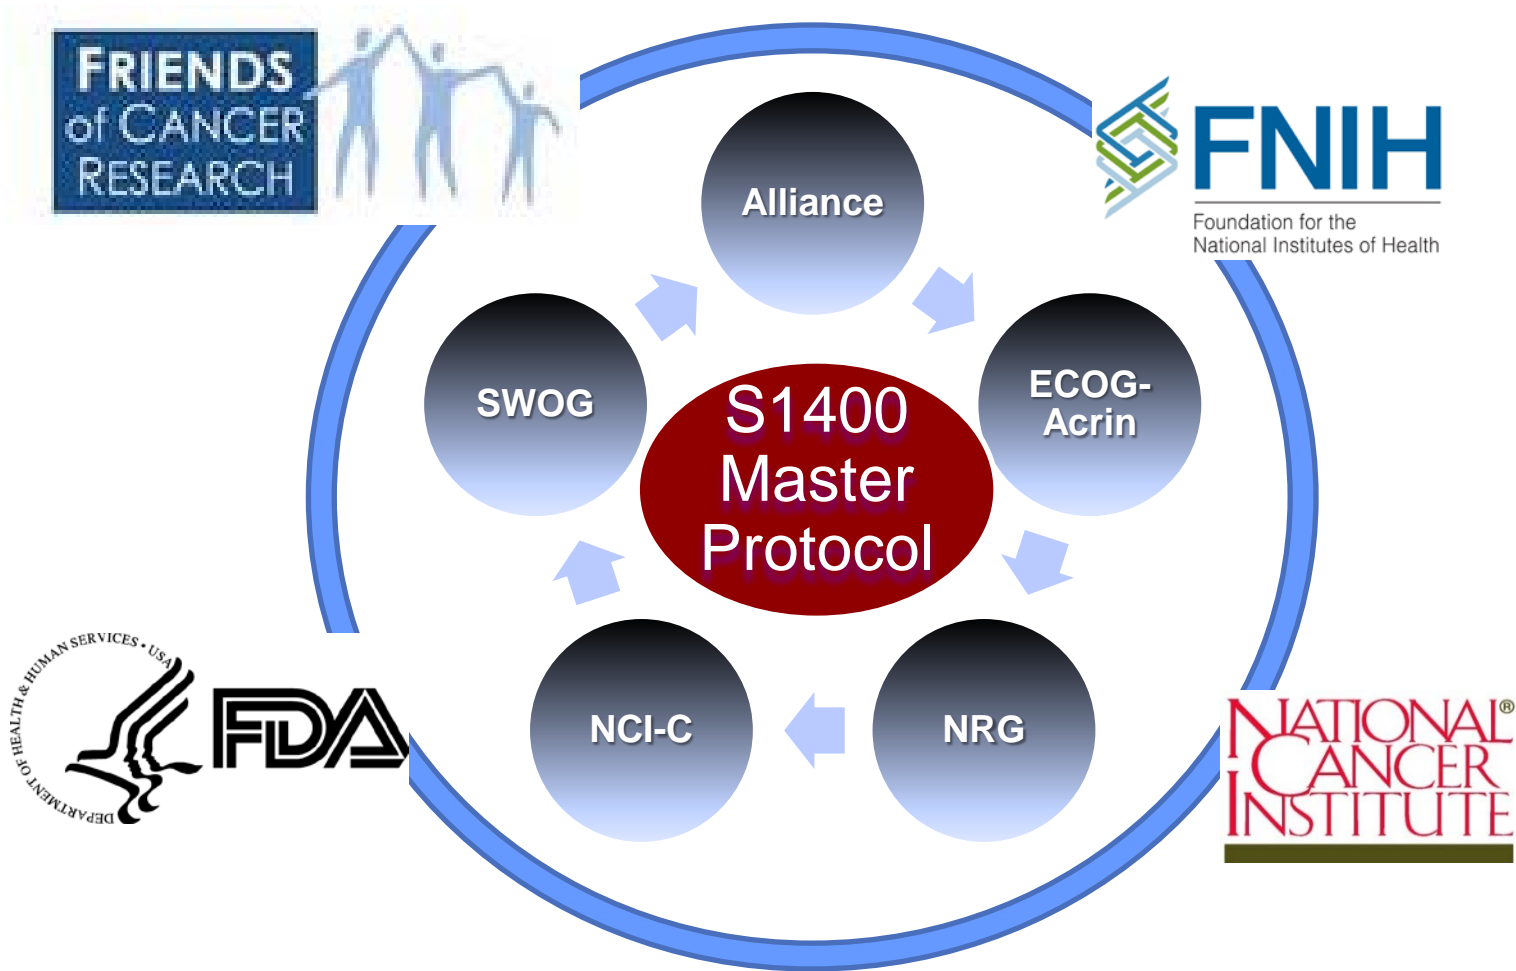 FRIENDS
of CANCER
RESEARCH
FNIH
Foundation for the
National Institutes of Health
Alliance
SWOG
ECOG-
Acrin
S1400
Master
Protocol
NCI-C
NRG
DEPARTMENT OF HEALTH & HUMAN SERVICES • USA
FDA
NATIONAL®
CANCER
INSTITUTE